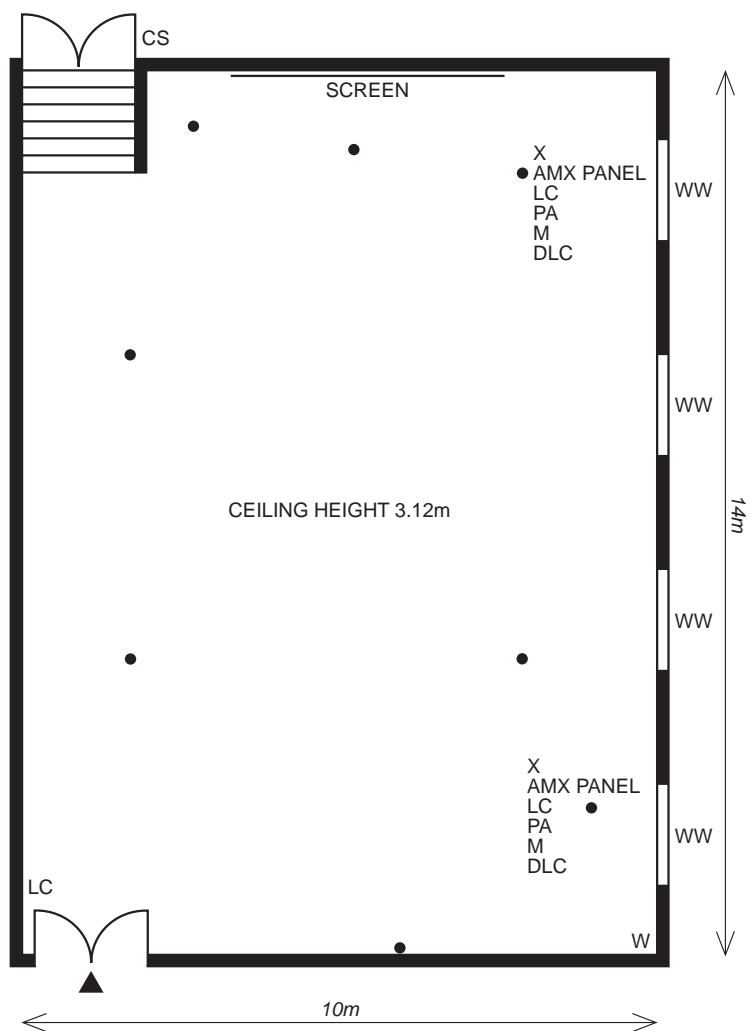 CS
SCREEN
X
AMX PANEL
LC
PA
M
DLC
WW
WW
CEILING HEIGHT 3.12m
14m
WW
X
AMX PANEL
LC
PA
M
DLC
WW
LC
W
10m